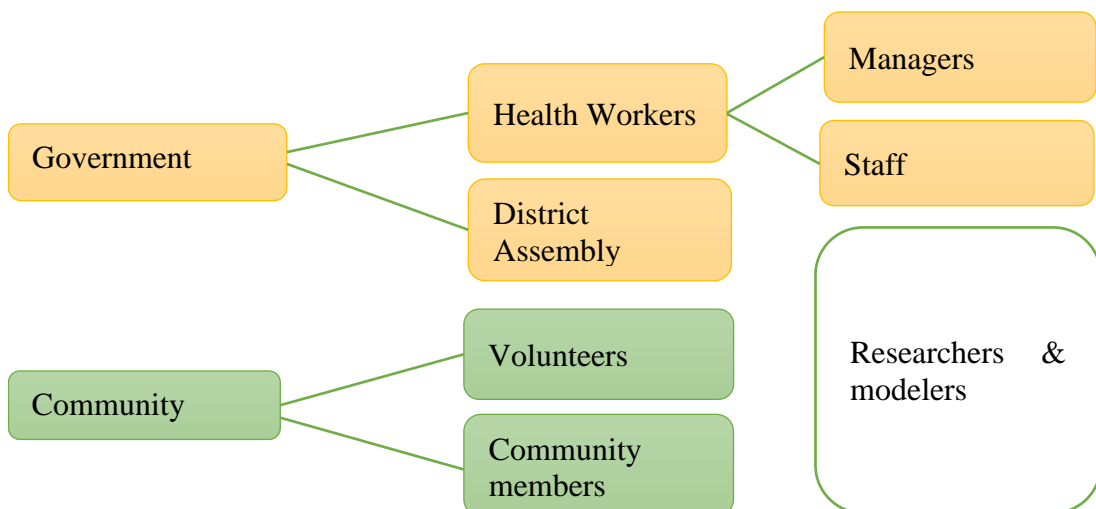 Government
Health Workers
Managers
Staff
District
Assembly
Community
Volunteers
Community
members
Researchers &
modelers